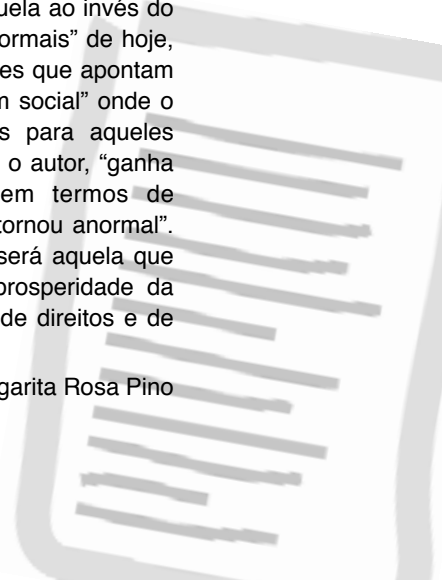 uela ao invés do
ormais” de hoje,
es que apontam
m social” onde o
s para aqueles
o autor, “ganha
em termos de
tornou anormal”.
será aquela que
prosperidade da
de direitos e de
garita Rosa Pino